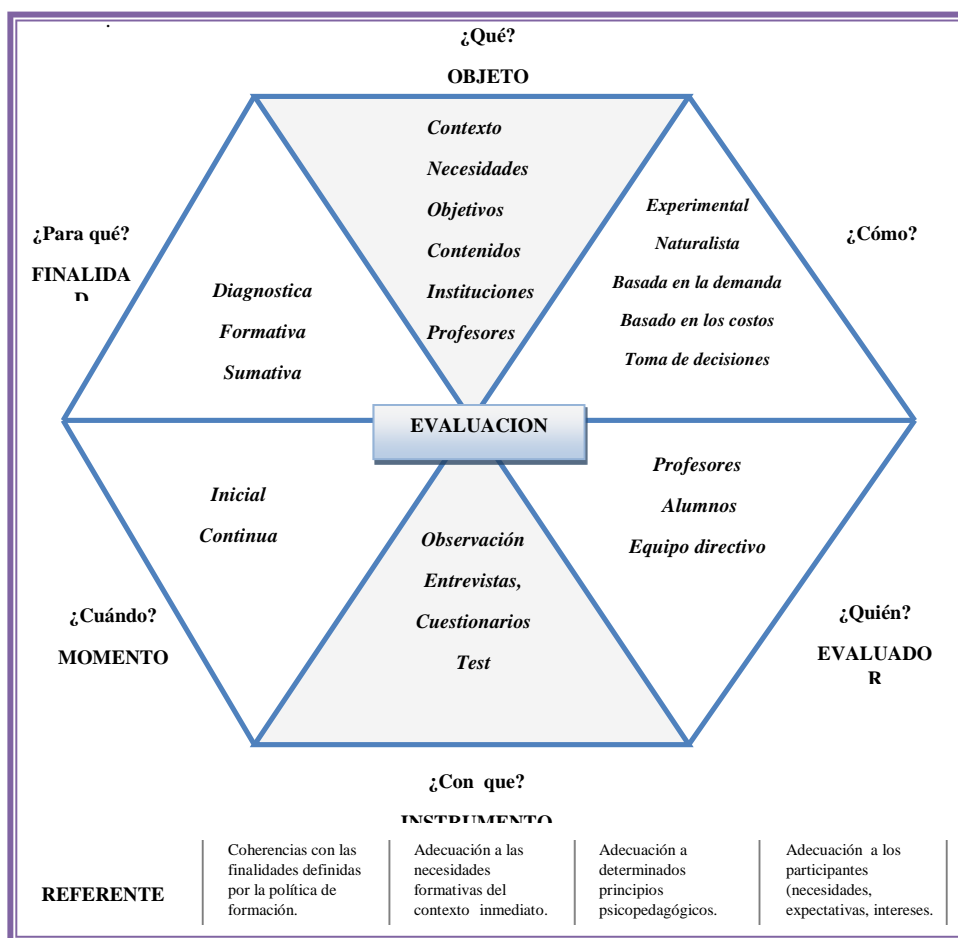 ¿Qué?
OBJETO
Contexto
Necesidades
Objetivos
Contenidos
Instituciones
Profesores
¿Para qué?
FINALIDA
D
Diagnostica
Formativa
Sumativa
Experimental
Naturalista
Basada en la demanda
Basado en los costos
Toma de decisiones
¿Cómo?
EVALUACION
Inicial
Continua
¿Cuándo?
MOMENTO
Observación
Entrevistas,
Cuestionarios
Test
Profesores
Alumnos
Equipo directivo
¿Quién?
EVALUADO
R
¿Con que?
INSTRUMENTO
REFERENTE
Coherencias con las
finalidades definidas
por la política de
formación.
Adecuación a las
necesidades
formativas del
contexto inmediato.
Adecuación a
determinados
principios
psicopedagógicos.
Adecuación a los
participantes
(necesidades,
expectativas, intereses.